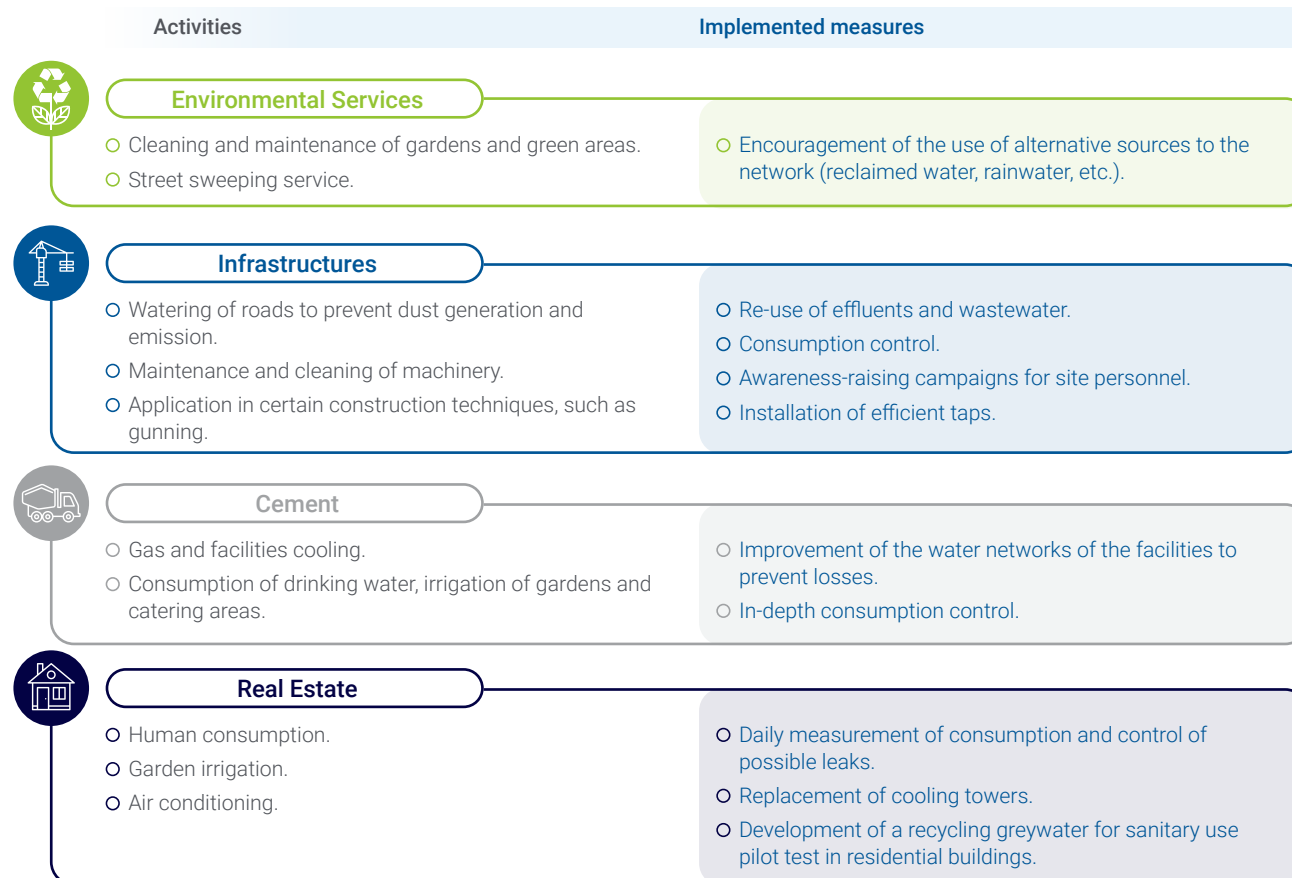 Activities
Implemented measures
Environmental Services
Cleaning and maintenance of gardens and green areas.
Street sweeping service.
Encouragement of the use of alternative sources to the
network (reclaimed water, rainwater, etc.).
Infrastructures
Watering of roads to prevent dust generation and
emission.
Maintenance and cleaning of machinery.
Application in certain construction techniques, such as
gunning.
Re-use of effluents and wastewater.
Consumption control.
Awareness-raising campaigns for site personnel.
Installation of efficient taps.
Cement
Gas and facilities cooling.
Consumption of drinking water, irrigation of gardens and
catering areas.
Improvement of the water networks of the facilities to
prevent losses.
In-depth consumption control.
Real Estate
Human consumption.
Garden irrigation.
Air conditioning.
Daily measurement of consumption and control of
possible leaks.
Replacement of cooling towers.
Development of a recycling greywater for sanitary use
pilot test in residential buildings.